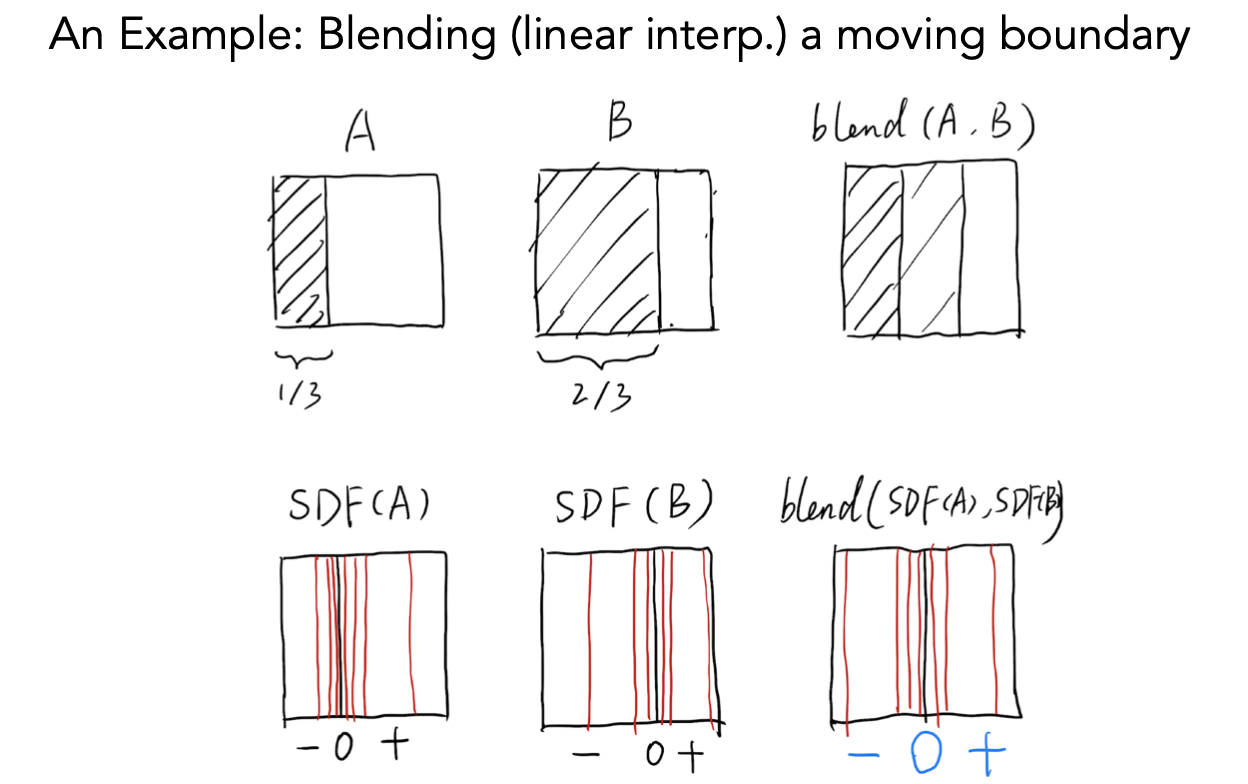 An Example: Blending (linear interp.) a moving boundary
A B blend (A, B)
1/3 2/3
SDF(A) SDF(B) blend(SDF(A), SDF(B))
- 0 + - 0 + - 0 +